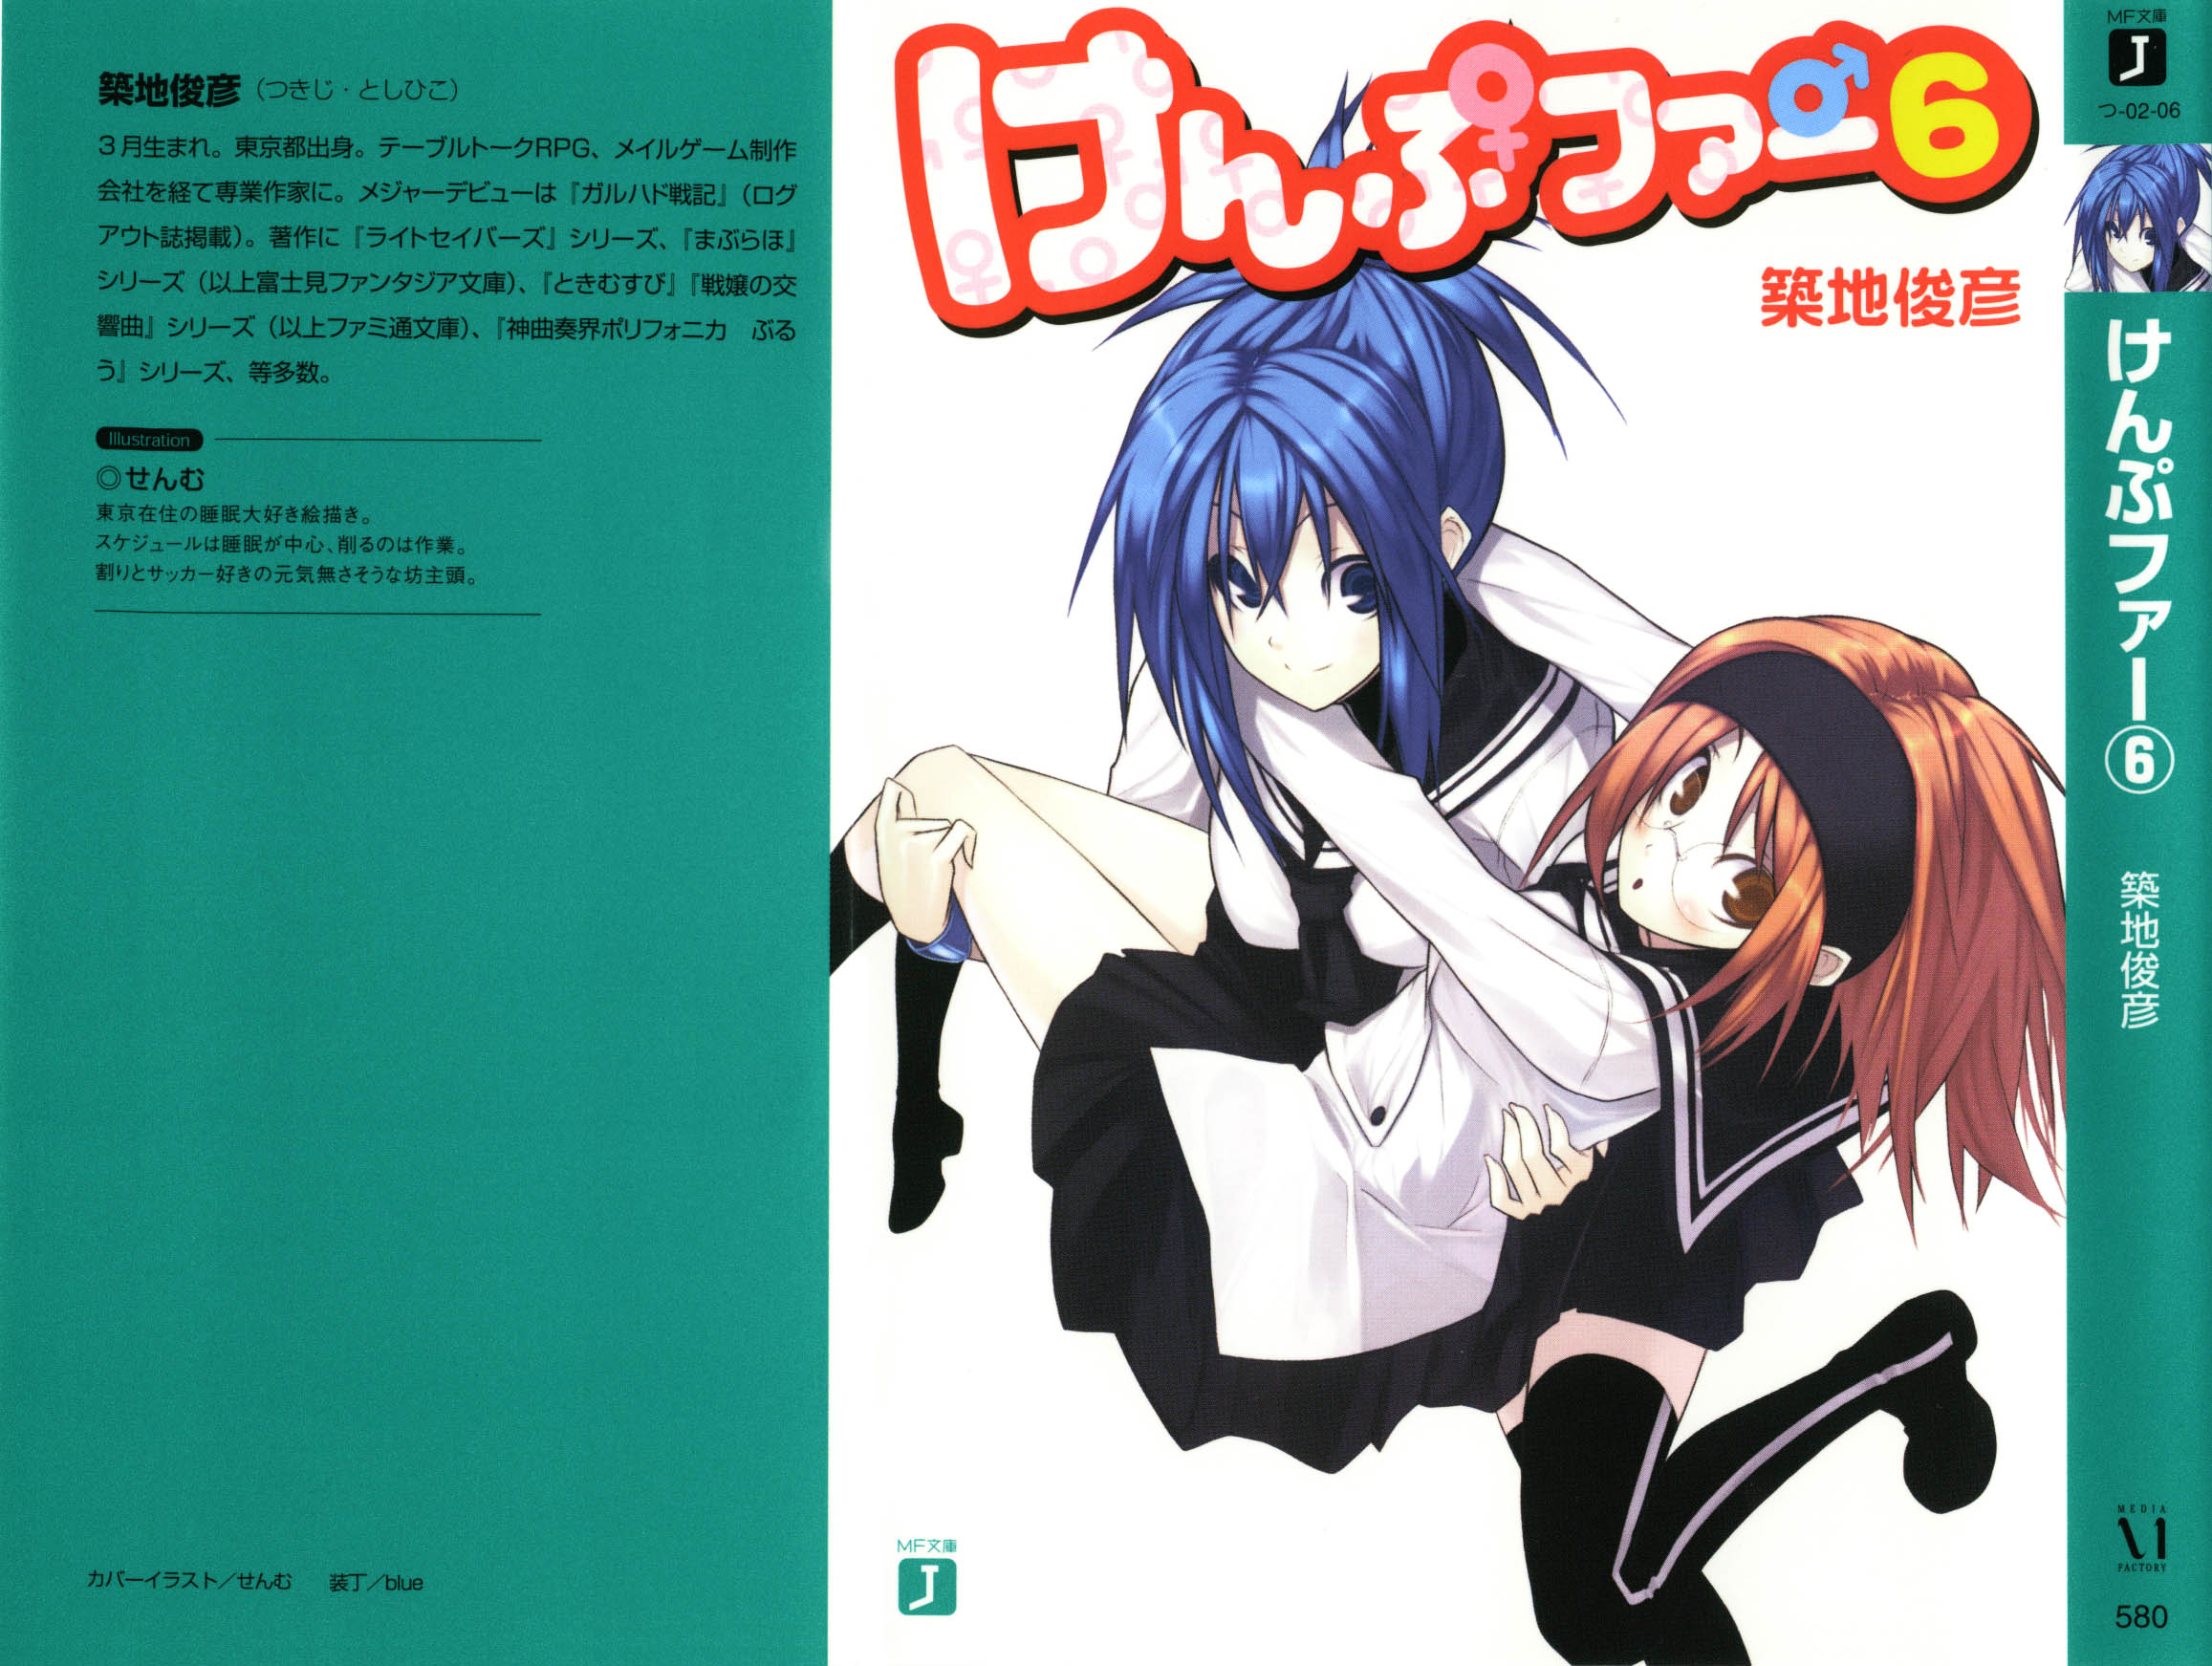 築地俊彦(つきじ・としひこ)
3月生まれ。東京都出身。テーブルトークRPG、メイルゲーム制作
会社を経て専業作家に。メジャーデビューは『ガルハド戦記』(ログ
アウト誌掲載)。著作に『ライトセイバーズ』シリーズ、『まぶらほ』
シリーズ(以上富士見ファンタジア文庫)、『ときむすび』『戦嬢の交
響曲』シリーズ(以上ファミ通文庫)、『神曲奏界ポリフォニカ ぶる
う』シリーズ、等多数。
Illustration
◎せんむ
東京在住の睡眠大好き絵描き。
スケジュールは睡眠が中心、削るのは作業。
割りとサッカー好きの元気無さそうな坊主頭。
カバーイラスト/せんむ 装丁/blue
けんぷファー6
築地俊彦
MF文庫
J
MF文庫
J
つ-02-06
けんぷファー⑥
築地俊彦
MEDIA
FACTORY
580